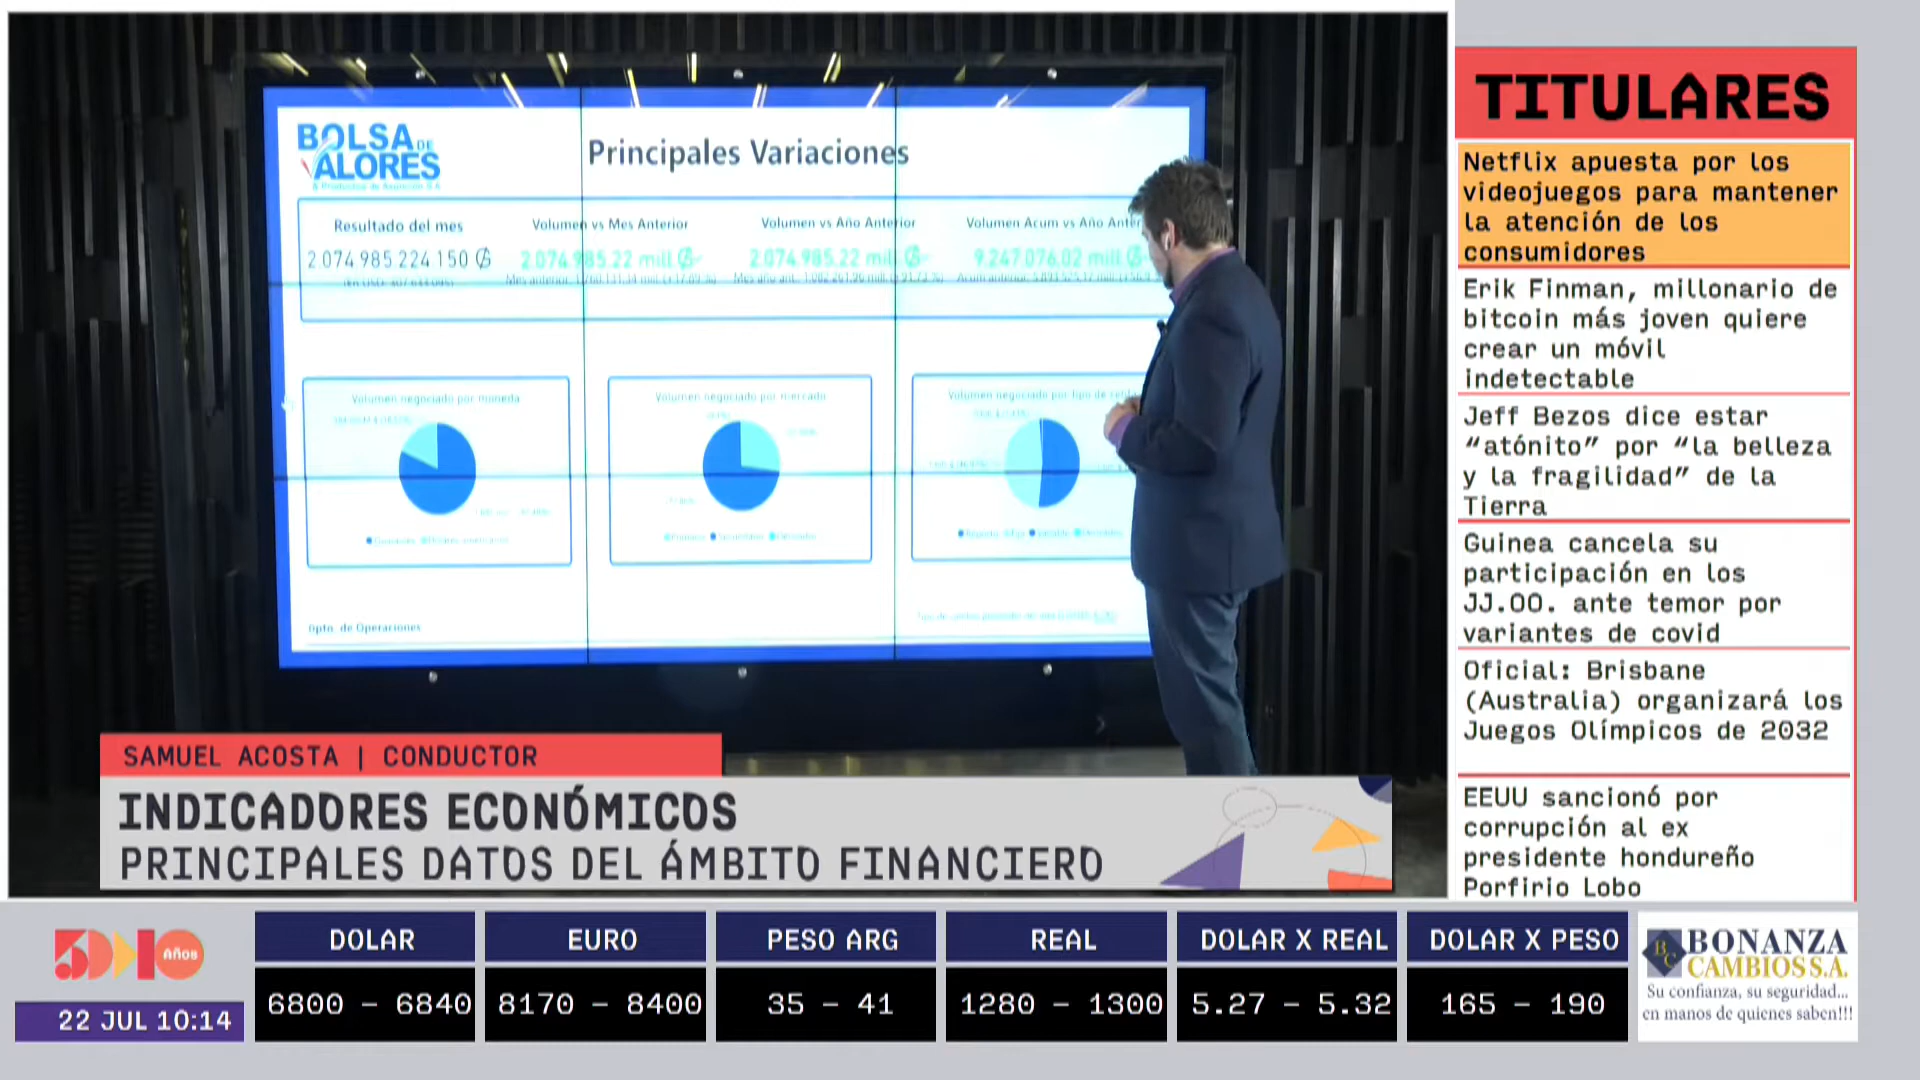 BOLSA DE
VALORES
Principales Variaciones
Resultado del mes
2.074.985.224.150 ₲
Volumen vs Mes Anterior
2.074.985.22 mill.₲
Volumen vs Año Anterior
2.074.985.22 mill.₲
Volumen Acum vs Año Anter
9.247.076.02 mill.₲
Volumen negociado por moneda
Volumen negociado por mercado
Volumen negociado por tipo de
Dpto. de Operaciones
SAMUEL ACOSTA | CONDUCTOR
INDICADORES ECONÓMICOS
PRINCIPALES DATOS DEL ÁMBITO FINANCIERO
TITULARES
Netflix apuesta por los
videojuegos para mantener
la atención de los
consumidores
Erik Finman, millonario de
bitcoin más joven quiere
crear un móvil
indetectable
Jeff Bezos dice estar
“atónito” por “la belleza
y la fragilidad” de la
Tierra
Guinea cancela su
participación en los
JJ.OO. ante temor por
variantes de covid
Oficial: Brisbane
(Australia) organizará los
Juegos Olímpicos de 2032
EEUU sancionó por
corrupción al ex
presidente hondureño
Porfirio Lobo
Años
22 JUL 10:14
DOLAR
6800 – 6840
EURO
8170 – 8400
PESO ARG
35 – 41
REAL
1280 – 1300
DOLAR X REAL
5.27 – 5.32
DOLAR X PESO
165 – 190
BC
BONANZA
CAMBIOS S.A.
Su confianza, su seguridad...
en manos de quienes saben!!!